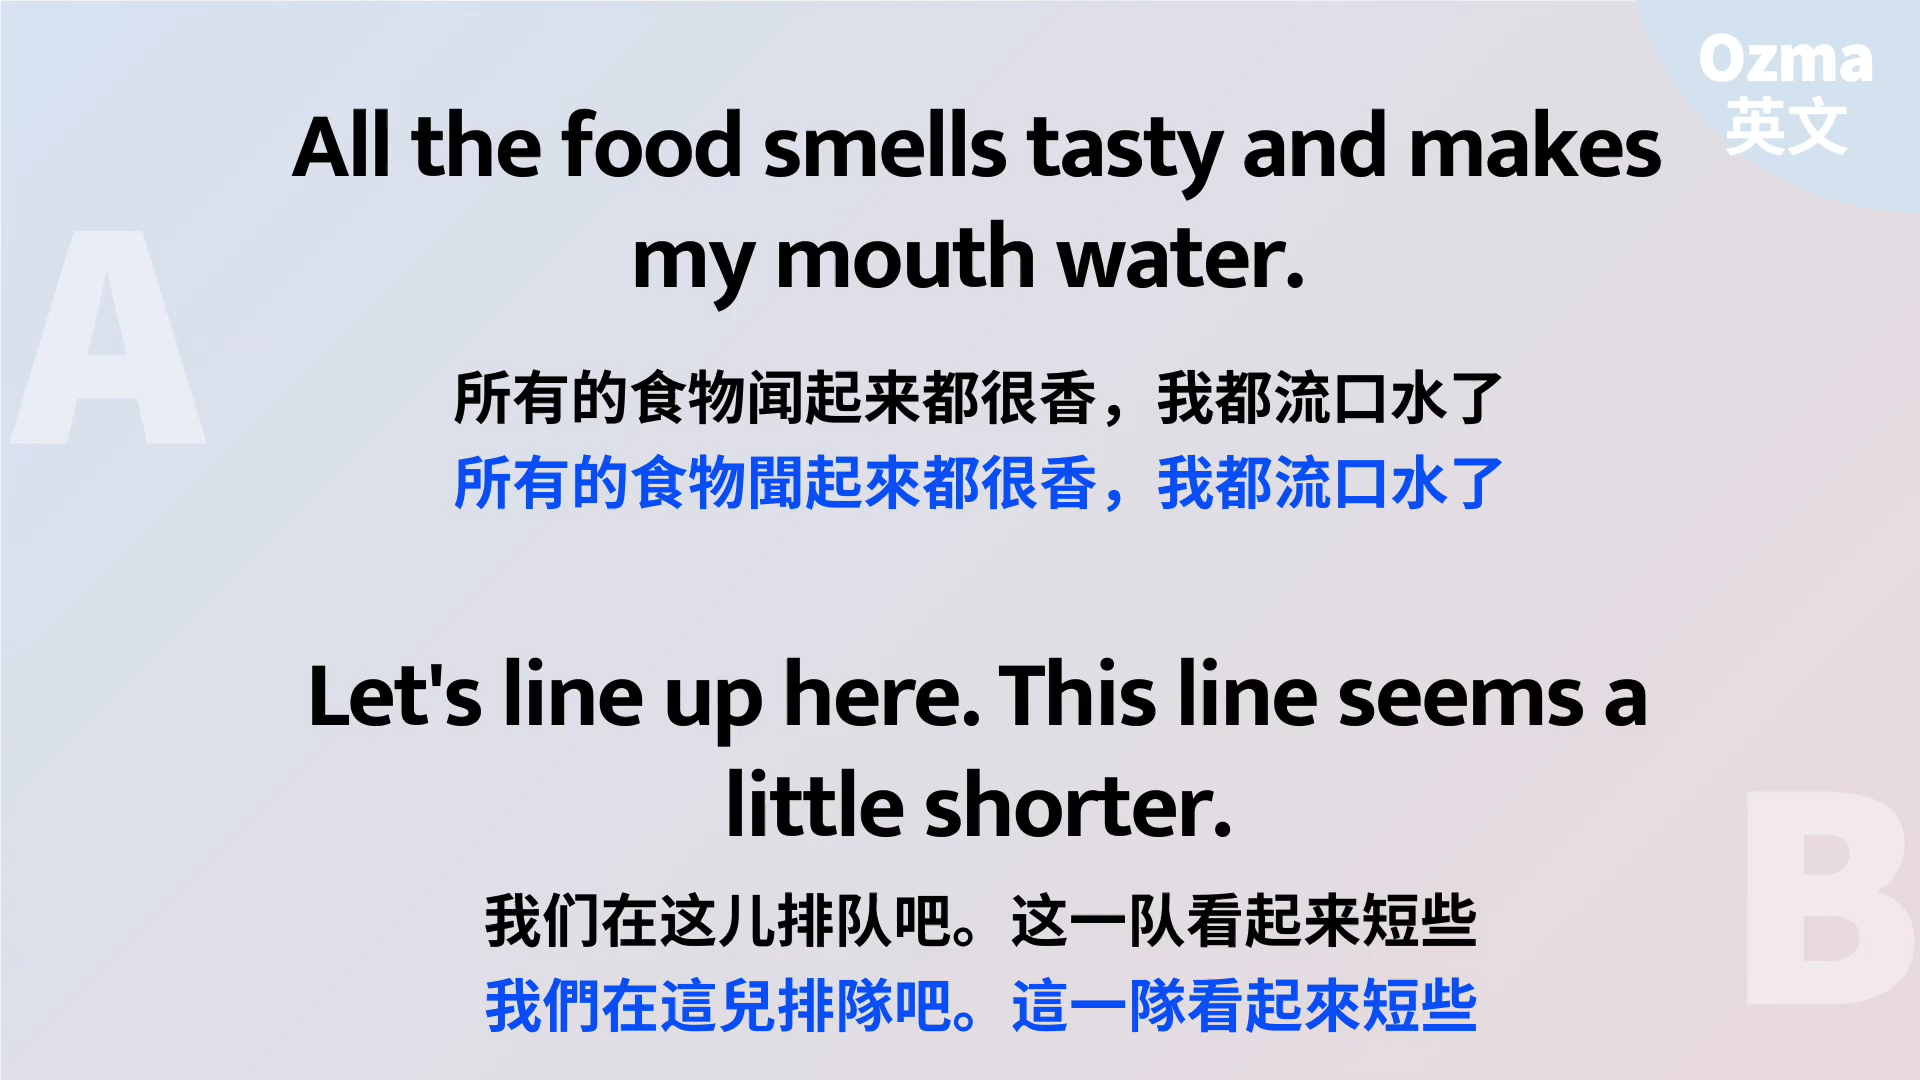 Ozma
英文
A
All the food smells tasty and makes
my mouth water.
所有的食物闻起来都很香，我都流口水了
所有的食物聞起來都很香，我都流口水了
B
Let's line up here. This line seems a
little shorter.
我们在这儿排队吧。这一队看起来短些
我們在這兒排隊吧。這一隊看起來短些